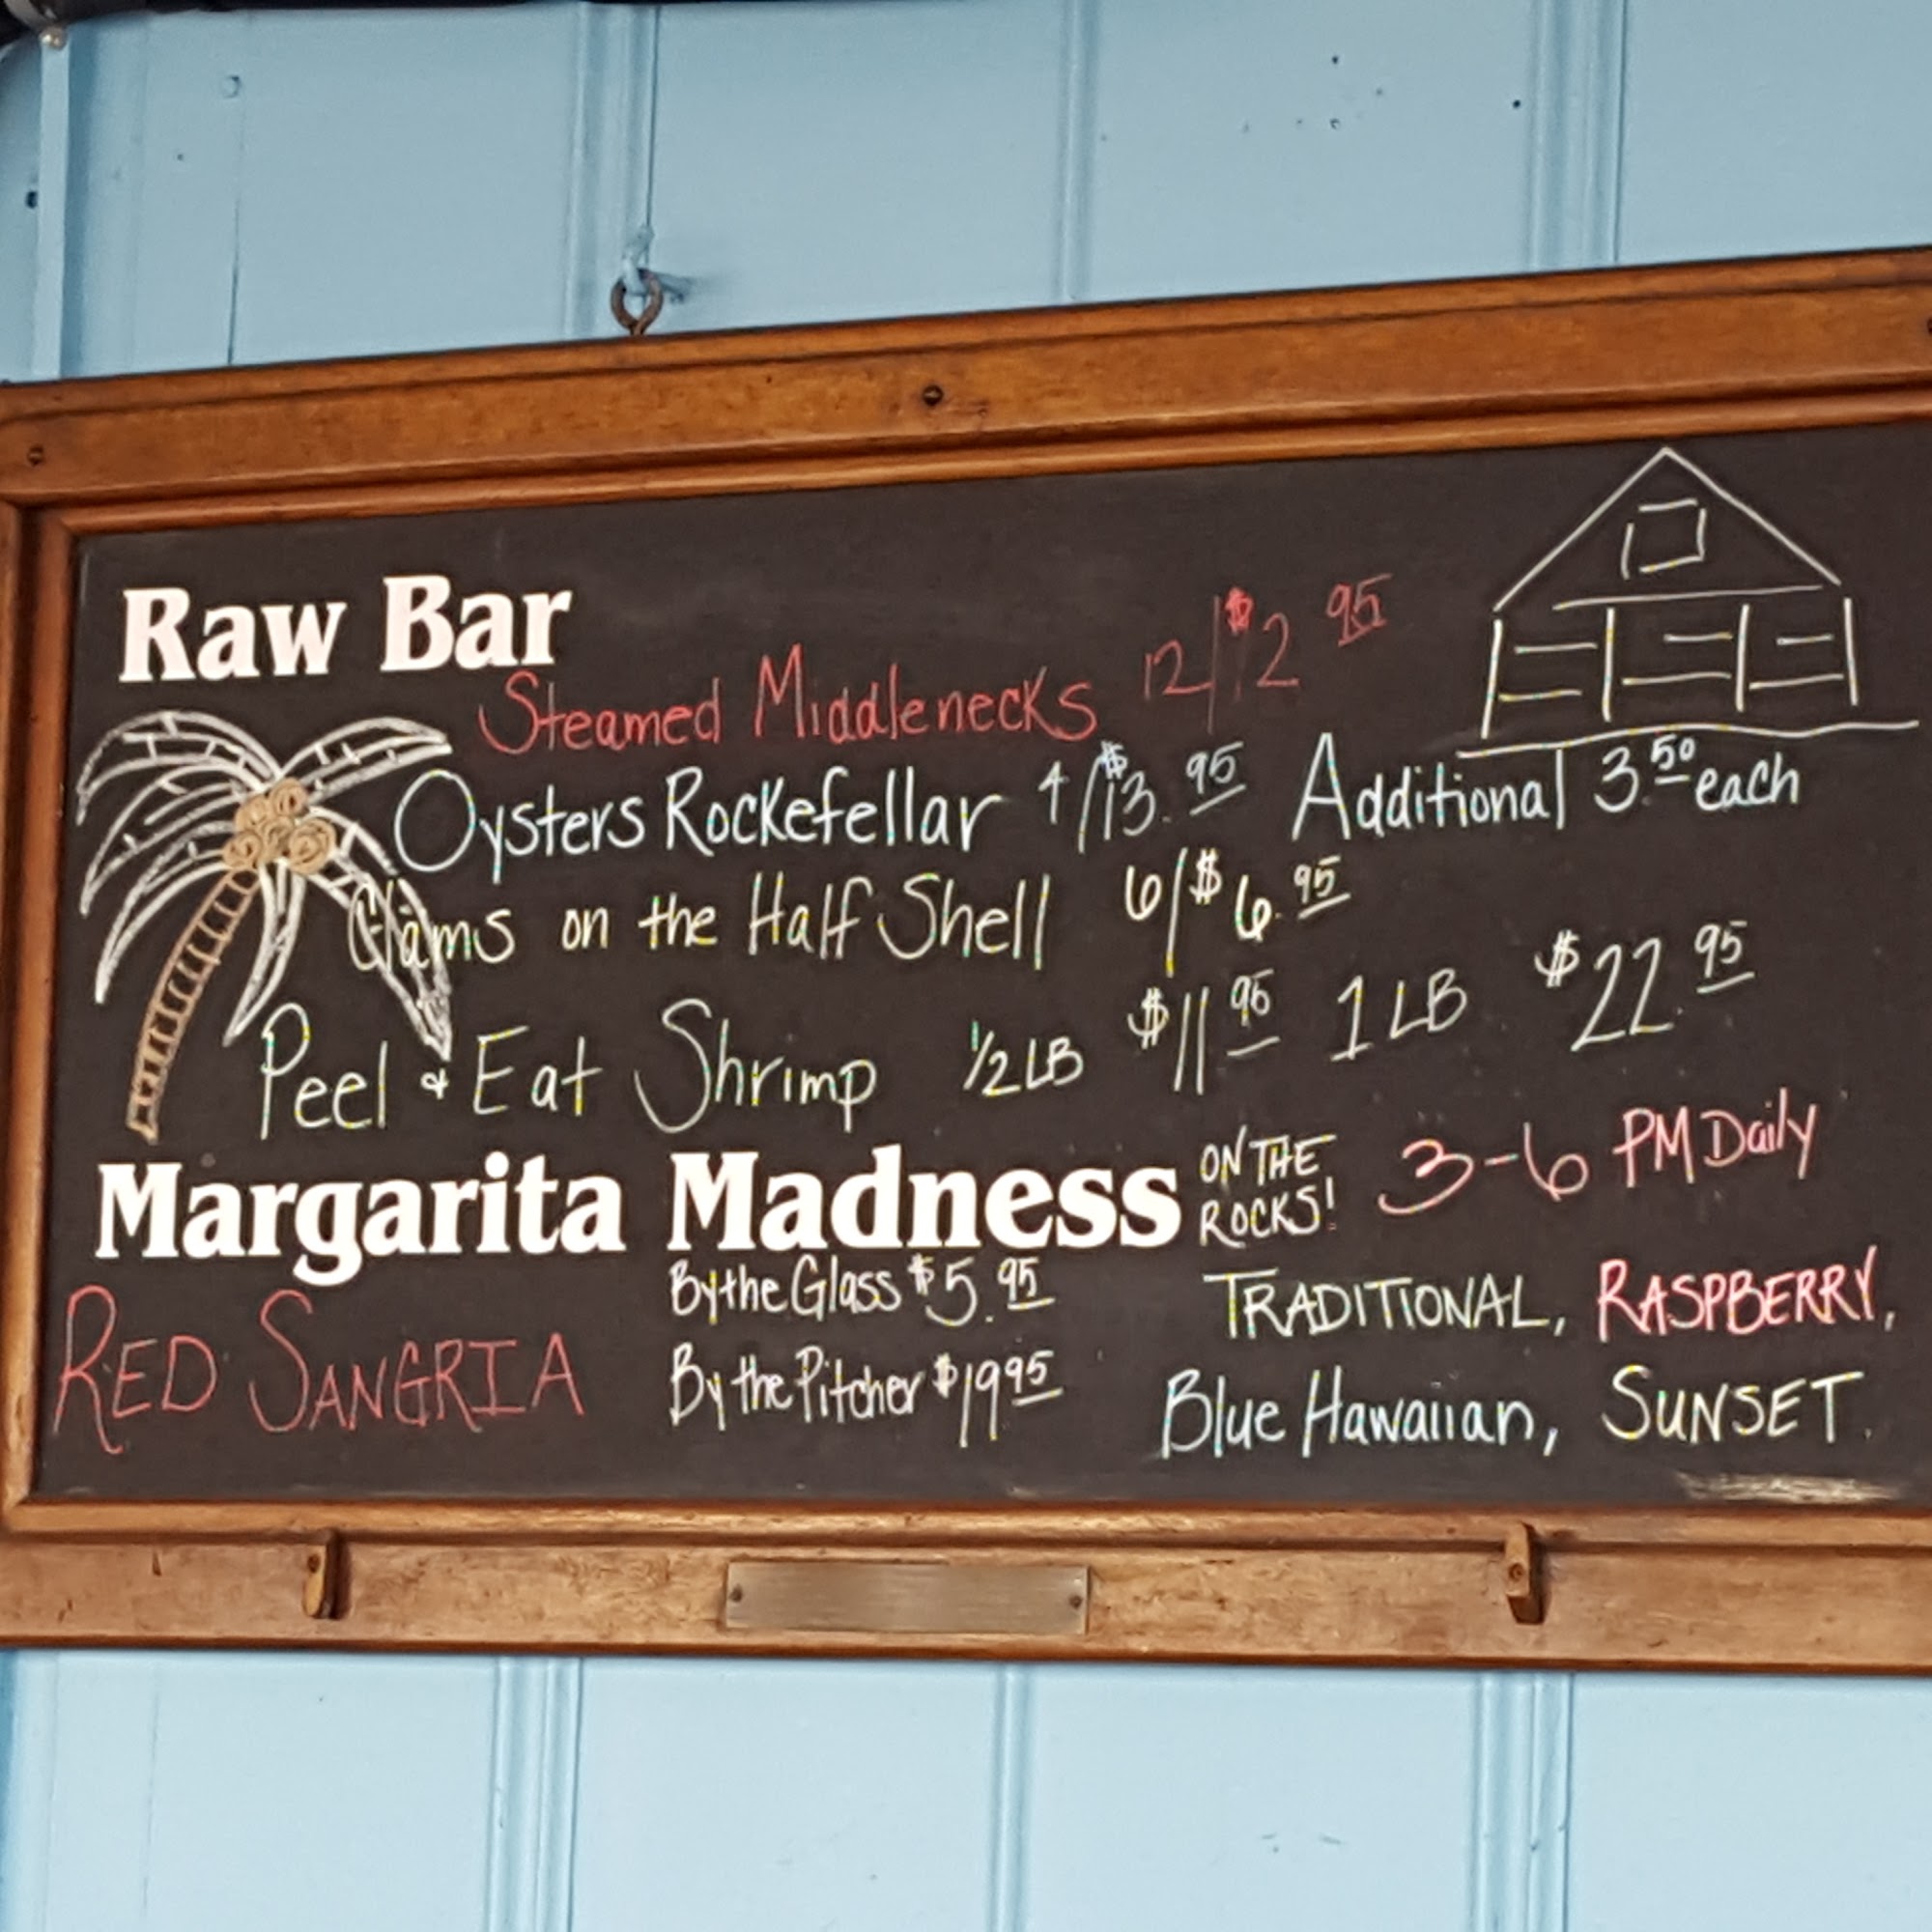 Raw Bar
Steamed Middlenecks 12/$12 95
Oysters Rockefellar 4/$13.95 Additional 3.50 each
Clams on the Half Shell 6/$6.95
Peel & Eat Shrimp 1/2 LB $11 95 1 LB $22.95
Margarita Madness ON THE ROCKS! 3-6 PM Daily
By the Glass $5.95
TRADITIONAL, RASPBERRY,
RED SANGRIA
By the Pitcher $19 95
Blue Hawaiian, SUNSET.